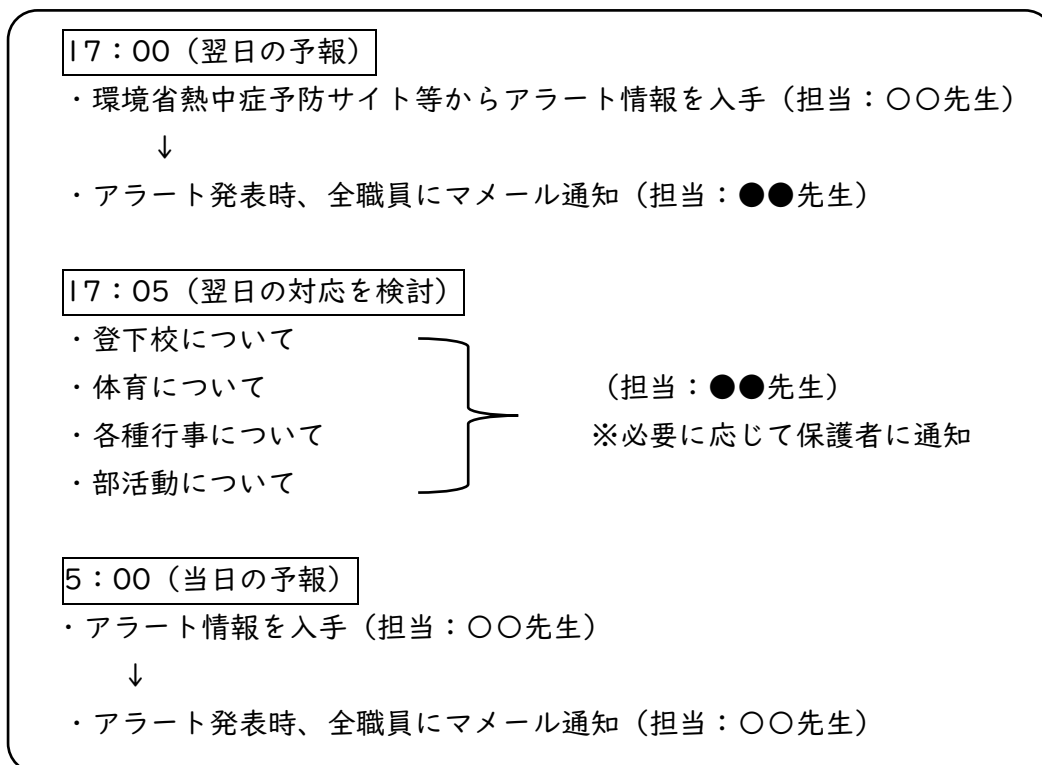 17：00（翌日の予報）
・環境省熱中症予防サイト等からアラート情報を入手（担当：○○先生）
↓
・アラート発表時、全職員にマメール通知（担当：●●先生）
17：05（翌日の対応を検討）
・登下校について
・体育について　（担当：●●先生）
・各種行事について　※必要に応じて保護者に通知
・部活動について
5：00（当日の予報）
・アラート情報を入手（担当：○○先生）
↓
・アラート発表時、全職員にマメール通知（担当：○○先生）